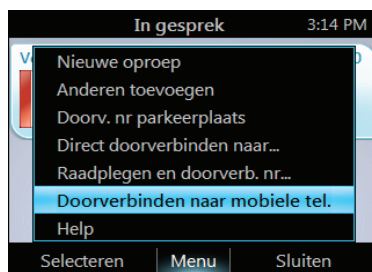 In gesprek 3:14 PM
Nieuwe oproep
Anderen toevoegen
Doorv. nr parkeerplaats
Direct doorverbinden naar...
Raadplegen en doorverb. nr...
Doorverbinden naar mobiele tel.
Help
Selecteren Menu Sluiten